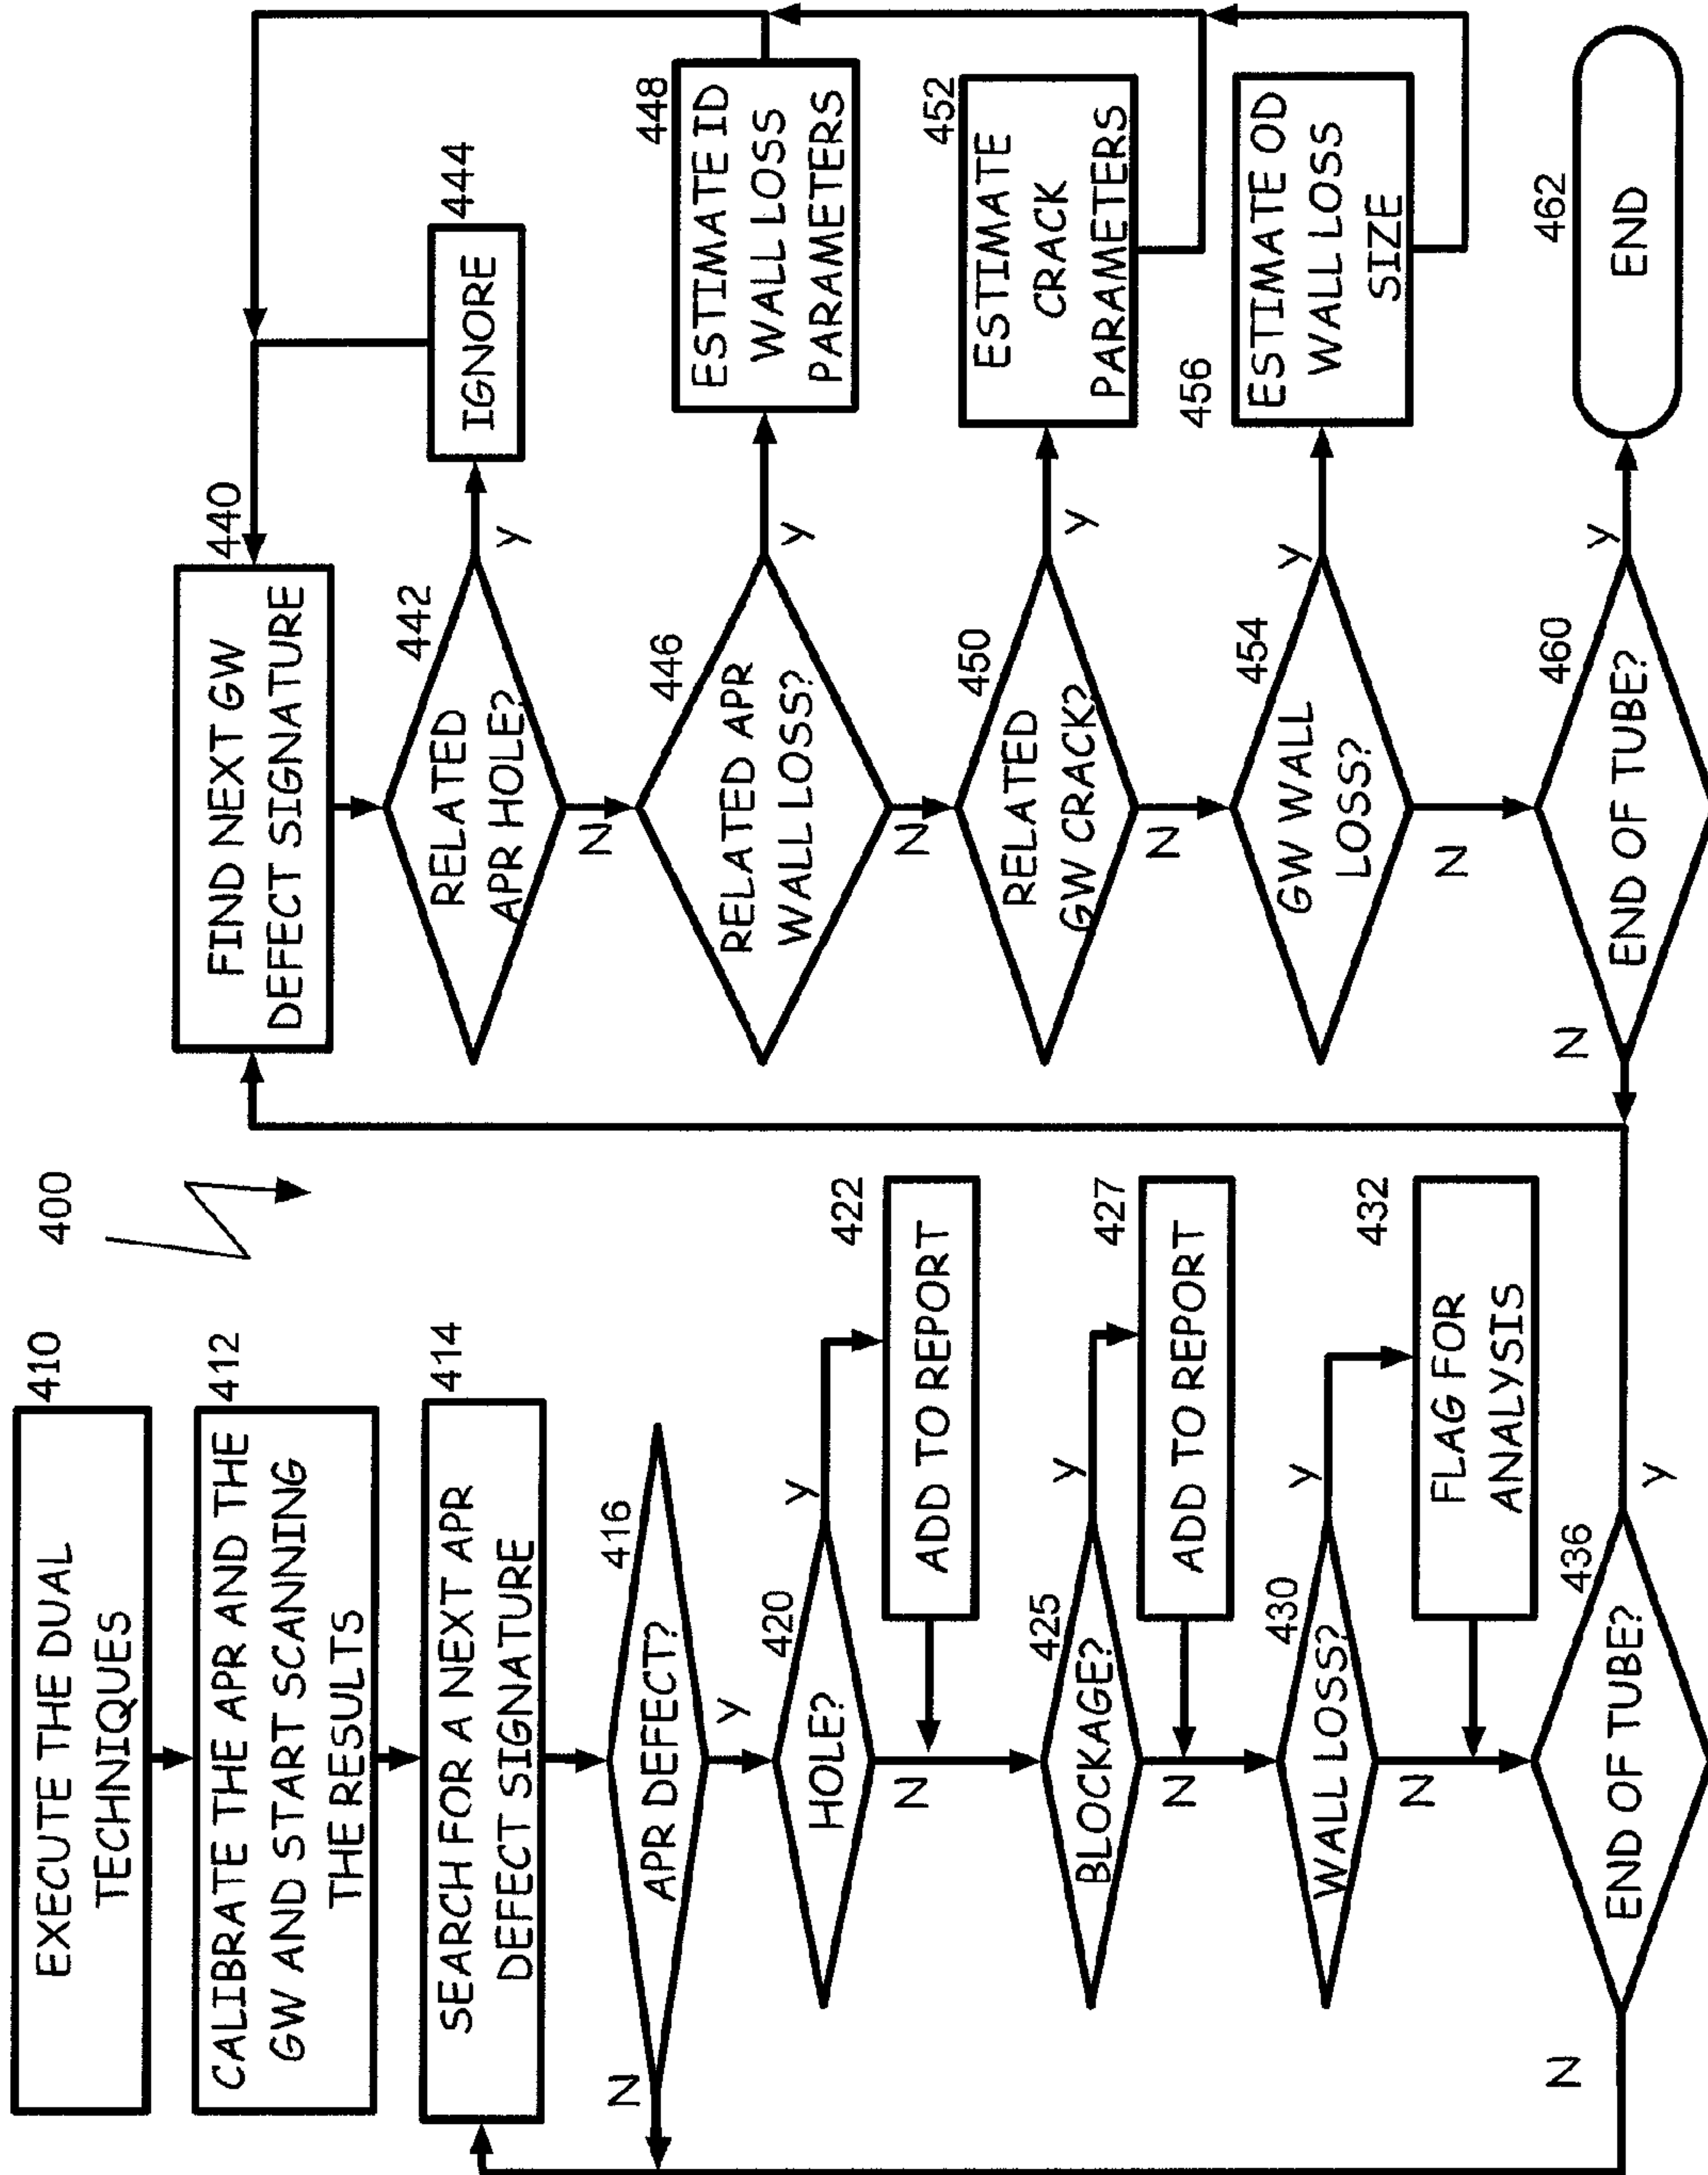 400
410
EXECUTE THE DUAL
TECHNIQUES
412
CALIBRATE THE APR AND THE
GW AND START SCANNING
THE RESULTS
414
SEARCH FOR A NEXT APR
DEFECT SIGNATURE
416
APR DEFECT?
N
y
420
HOLE?
y
N
422
ADD TO REPORT
425
BLOCKAGE?
y
N
427
ADD TO REPORT
430
WALL LOSS?
y
N
432
FLAG FOR
ANALYSIS
436
END OF TUBE?
N
y
440
FIND NEXT GW
DEFECT SIGNATURE
442
RELATED
APR HOLE?
y
N
444
IGNORE
446
RELATED APR
WALL LOSS?
y
N
448
ESTIMATE ID
WALL LOSS
PARAMETERS
450
RELATED
GW CRACK?
y
N
452
ESTIMATE
CRACK
PARAMETERS
454
GW WALL
LOSS?
y
N
456
ESTIMATE OD
WALL LOSS
SIZE
460
END OF TUBE?
N
y
462
END